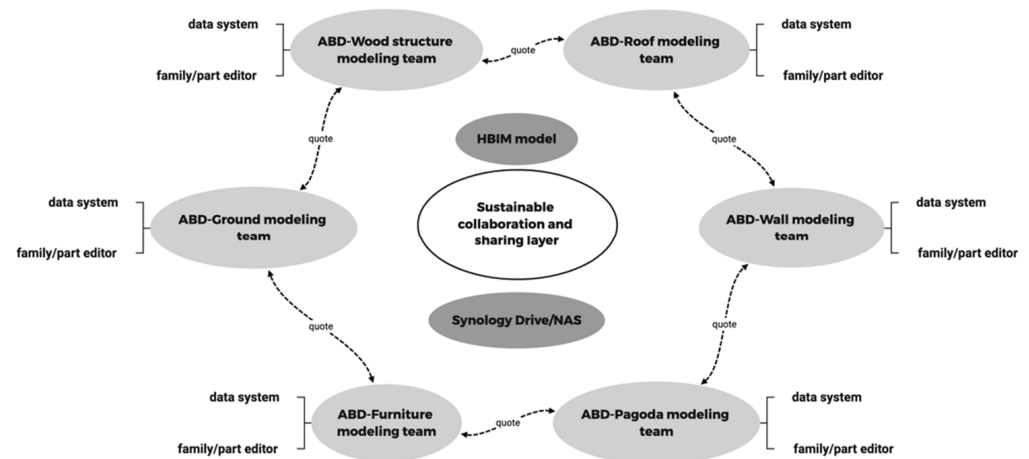 data system
family/part editor
ABD-Wood structure
modeling team
quote
ABD-Roof modeling
team
data system
family/part editor
quote
HBIM model
quote
data system
family/part editor
ABD-Ground modeling
team
Sustainable
collaboration and
sharing layer
ABD-Wall modeling
team
data system
family/part editor
quote
Synology Drive/NAS
quote
data system
family/part editor
ABD-Furniture
modeling team
quote
ABD-Pagoda modeling
team
data system
family/part editor